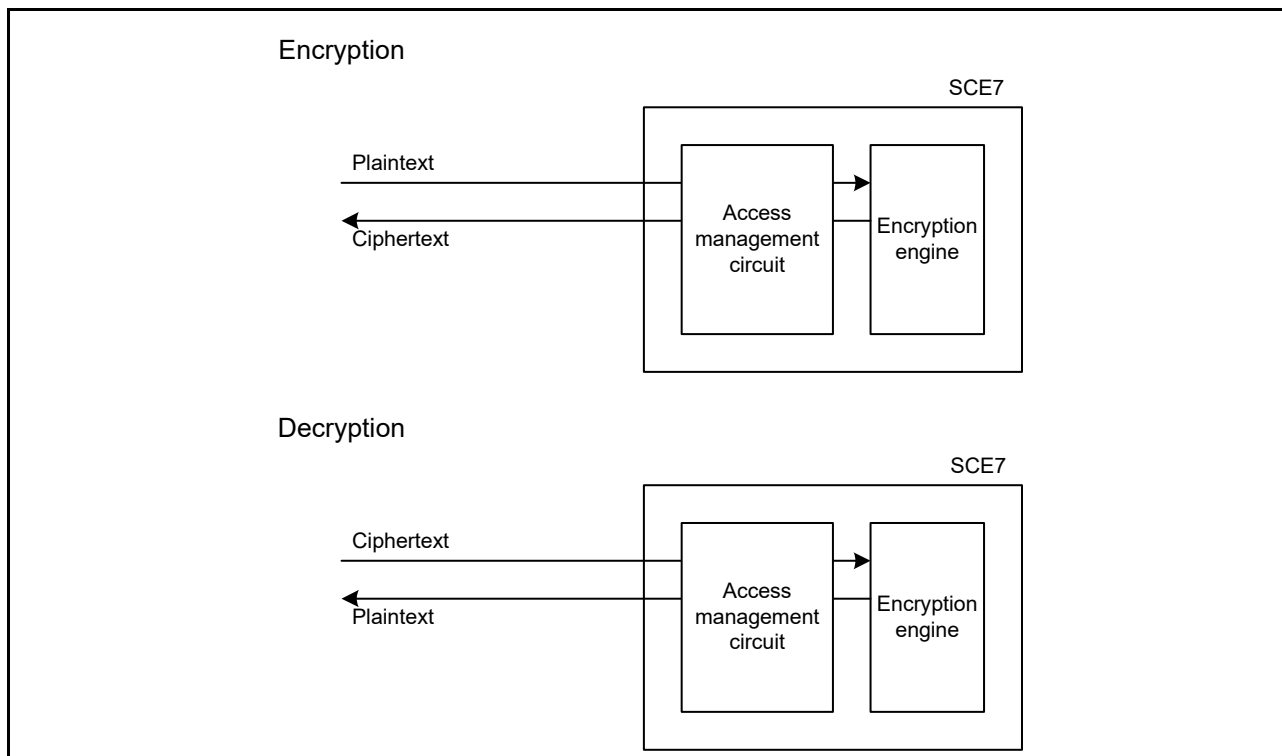 Encryption
SCE7
Plaintext
Ciphertext
Access
management
circuit
Encryption
engine
Decryption
SCE7
Ciphertext
Plaintext
Access
management
circuit
Encryption
engine